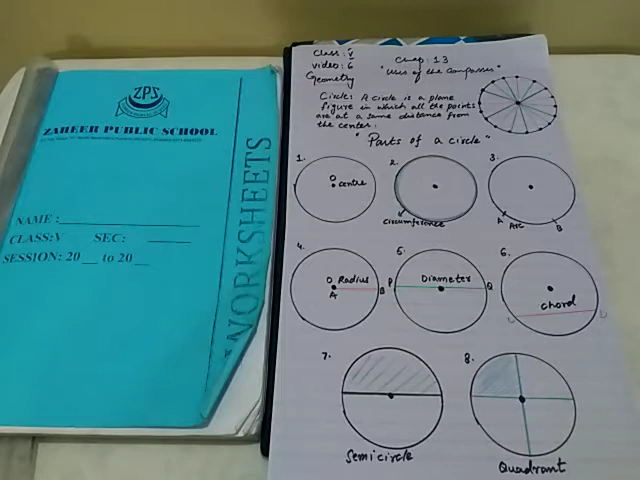 ZPS
ZAHEER PUBLIC SCHOOL
NAME :
CLASS:V SEC:
SESSION: 20 to 20
WORKSHEETS
Class: V
video: 6
Geometry
Chap: 13
"Uses of the Compasses"
Circle: A circle is a plane
figure in which all the points
are at a same distance from
the center.
"Parts of a circle"
1.
O
centre
2.
Circumference
3.
A Arc B
4.
O Radius
A B
5.
Diameter
P Q
6.
chord
7.
Semicircle
8.
Quadrant